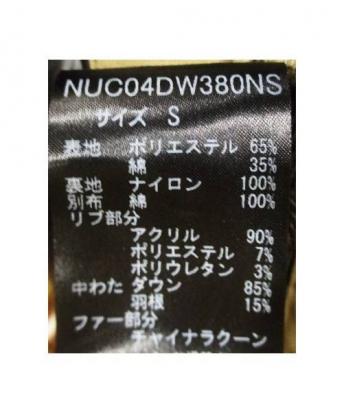 NUC04DW380NS
サイズ S
表地 ポリエステル 65%
綿 35%
裏地 ナイロン 100%
別布 綿 100%
リブ部分
アクリル 90%
ポリエステル 7%
ポリウレタン 3%
中わた ダウン 85%
羽根 15%
ファー部分
チャイナラクーン